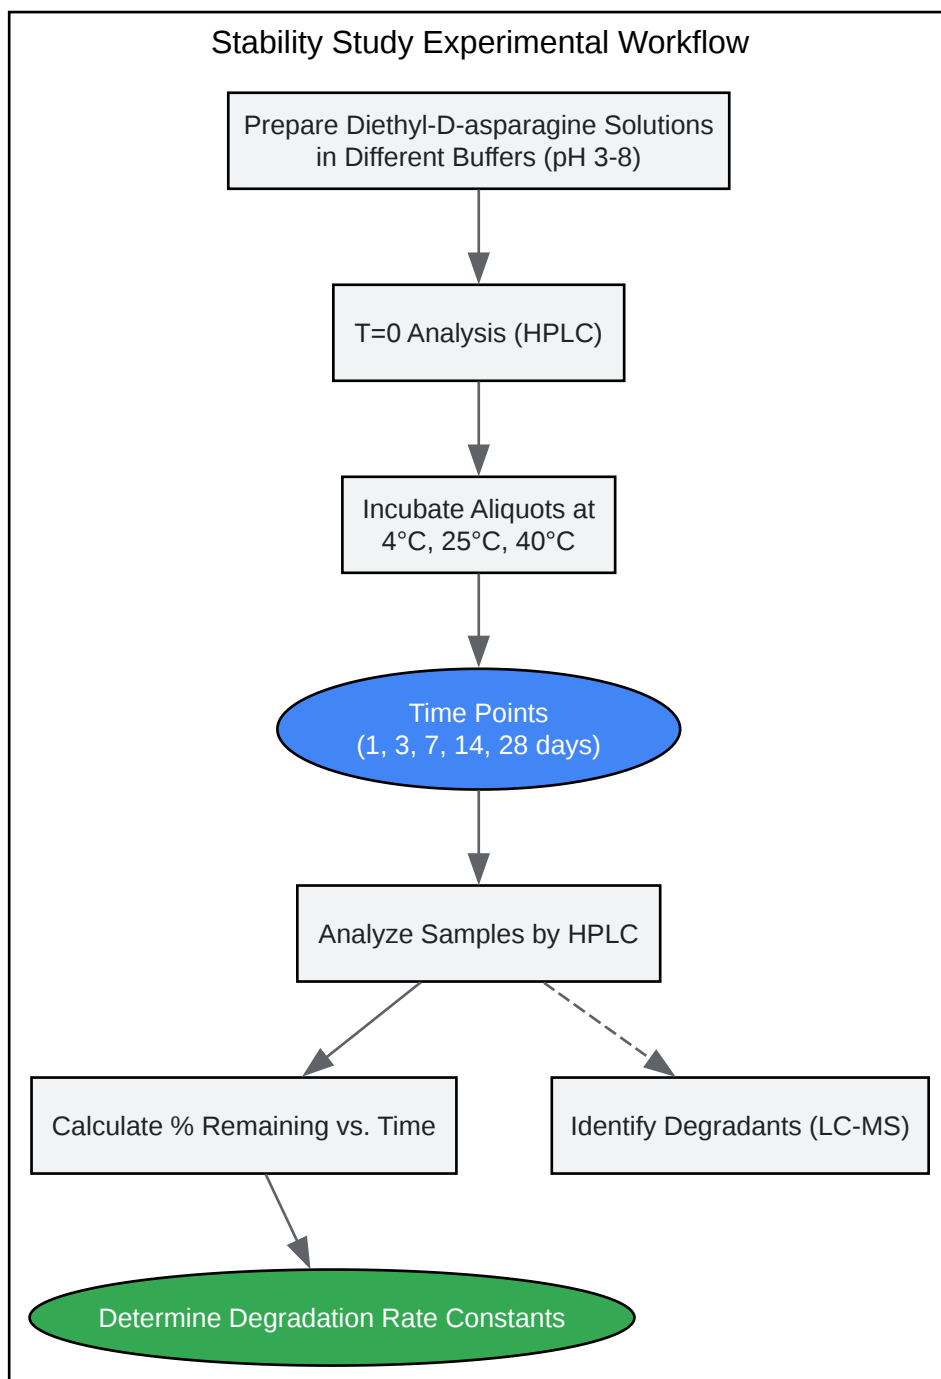 Stability Study Experimental Workflow
Prepare Diethyl-D-asparagine Solutions
in Different Buffers (pH 3-8)
T=0 Analysis (HPLC)
Incubate Aliquots at
4°C, 25°C, 40°C
Time Points
(1, 3, 7, 14, 28 days)
Analyze Samples by HPLC
Calculate % Remaining vs. Time
Identify Degradants (LC-MS)
Determine Degradation Rate Constants